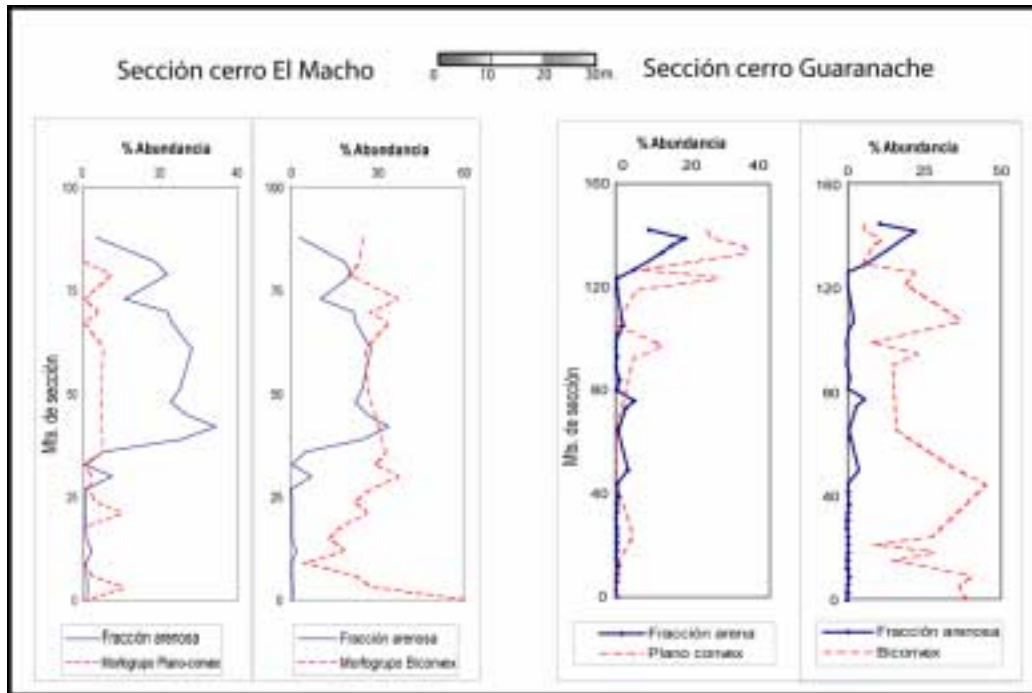 Sección cerro El Macho
0 10 20 30 m.
Sección cerro Guaranache
% Abundancia
0 20 40
100
75
50
25
0
Mts. de sección
Fracción arenosa
Morfogrupo Plano-convex
% Abundancia
0 30 60
100
75
50
25
0
Fracción arenosa
Morfogrupo Biconvex
% Abundancia
0 20 40
160
120
80
40
0
Mts. de sección
Fracción arena
Plano convex
% Abundancia
0 25 50
160
120
80
40
0
Fracción arenosa
Biconvex